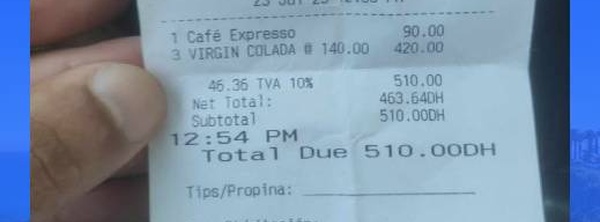 1 Café Expresso 90.00
3 VIRGIN COLADA @ 140.00 420.00
46.36 TVA 10% 510.00
Net Total: 463.64DH
Subtotal 510.00DH
12:54 PM
Total Due 510.00DH
Tips/Propina: